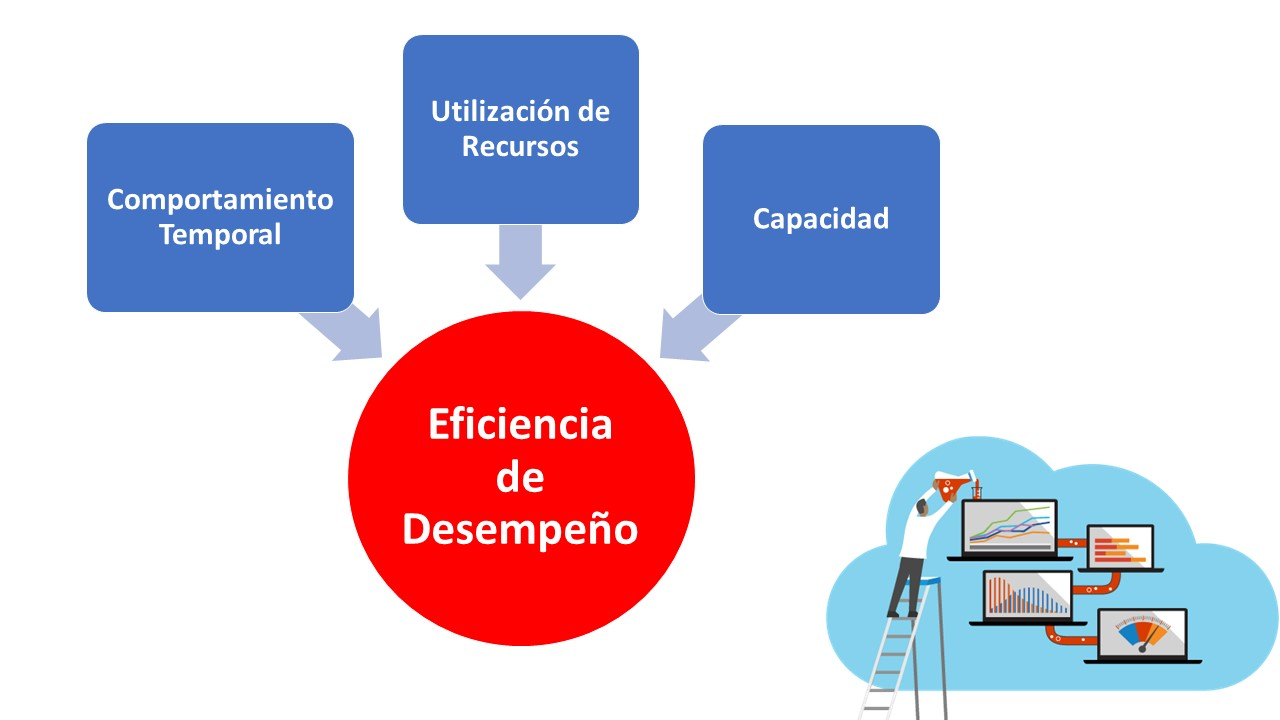 Utilización de
Recursos
Comportamiento
Temporal
Capacidad
Eficiencia
de
Desempeño